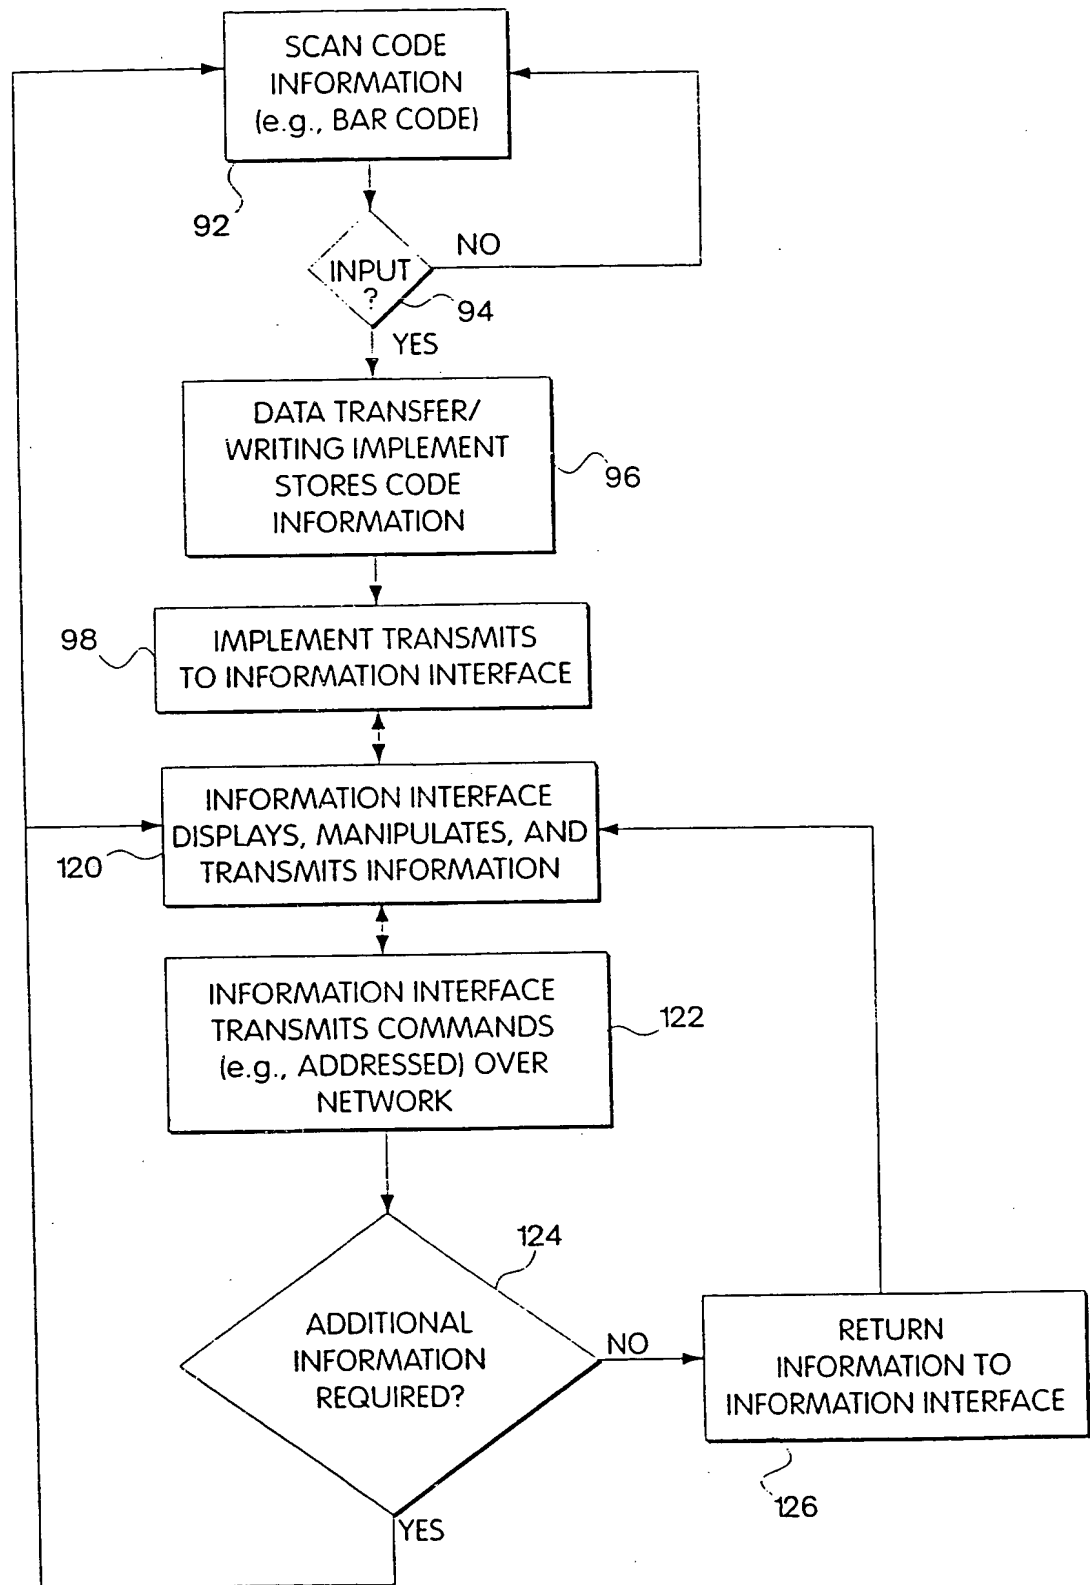 SCAN CODE
INFORMATION
(e.g., BAR CODE)
92
NO
INPUT
?
94
YES
DATA TRANSFER/
WRITING IMPLEMENT
STORES CODE
INFORMATION
96
98
IMPLEMENT TRANSMITS
TO INFORMATION INTERFACE
INFORMATION INTERFACE
DISPLAYS, MANIPULATES, AND
TRANSMITS INFORMATION
120
INFORMATION INTERFACE
TRANSMITS COMMANDS
(e.g., ADDRESSED) OVER
NETWORK
122
124
ADDITIONAL
INFORMATION
REQUIRED?
NO
RETURN
INFORMATION TO
INFORMATION INTERFACE
126
YES